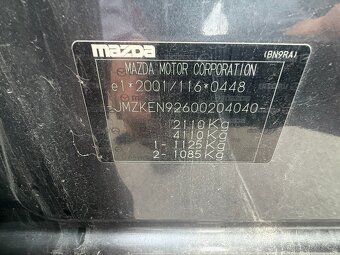 mazda
(BN9RA)
MAZDA MOTOR CORPORATION
e1*2001/116*0448
-JMZKEN92600204040-
2110Kg
4110Kg
1- 1125Kg
2- 1085Kg